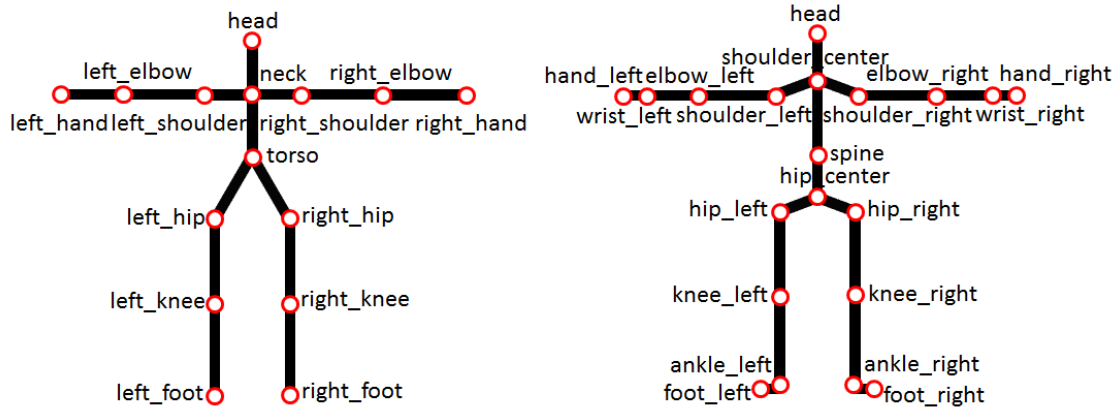 head
left_elbow neck right_elbow
left_hand left_shoulder right_shoulder right_hand
torso
left_hip right_hip
left_knee right_knee
left_foot right_foot
head
shoulder_center
hand_left elbow_left elbow_right hand_right
wrist_left shoulder_left shoulder_right wrist_right
spine
hip_center
hip_left hip_right
knee_left knee_right
ankle_left ankle_right
foot_left foot_right